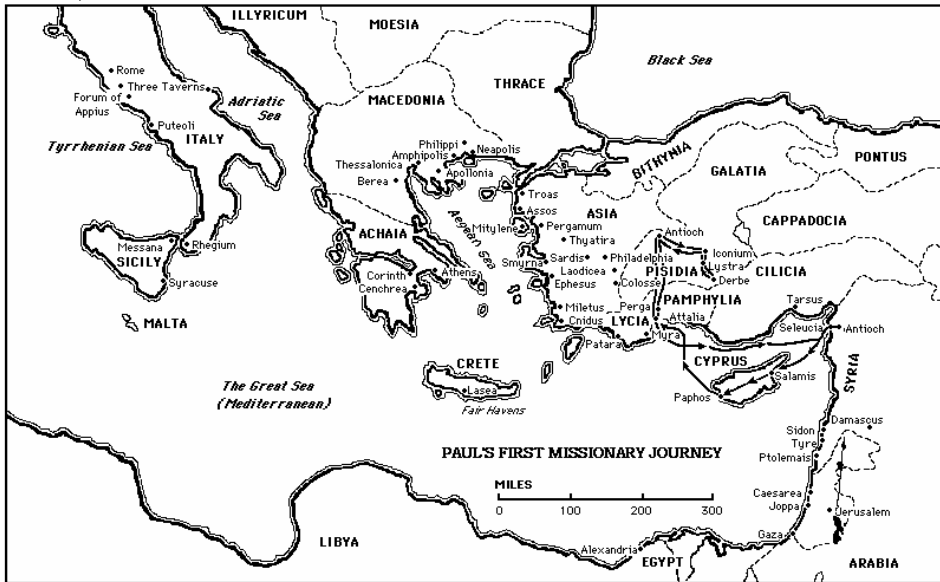 ILLYRICUM
MOESIA
Black Sea
THRACE
Rome
Three Taverns
Forum of
Appius
Adriatic
Sea
MACEDONIA
Puteoli
ITALY
Tyrrhenian Sea
Philippi
Neapolis
Amphipolis
Thessalonica
Apollonia
Berea
BITHYNIA
GALATIA
PONTUS
Troas
Assos
ASIA
CAPPADOCIA
Aegean Sea
Mitylene
Pergamum
Thyatira
Antioch
ACHAIA
Messana
Rhegium
SICILY
Syracuse
Smyrna
Sardis
Philadelphia
Iconium
Lystra
Derbe
PISIDIA
CILICIA
Corinth
Athens
Cenchrea
Laodicea
Ephesus
Colosse
PAMPHYLIA
Miletus
Perga
Tarsus
MALTA
Cnidus
LYCIA
Attalia
Seleucia
Antioch
Patara
Myra
CRETE
CYPRUS
SYRIA
Salamis
Lasea
Paphos
Fair Havens
The Great Sea
(Mediterranean)
Damascus
Sidon
Tyre
Ptolemais
PAUL'S FIRST MISSIONARY JOURNEY
MILES
0 100 200 300
Caesarea
Joppa
Jerusalem
Gaza
LIBYA
Alexandria
EGYPT
ARABIA